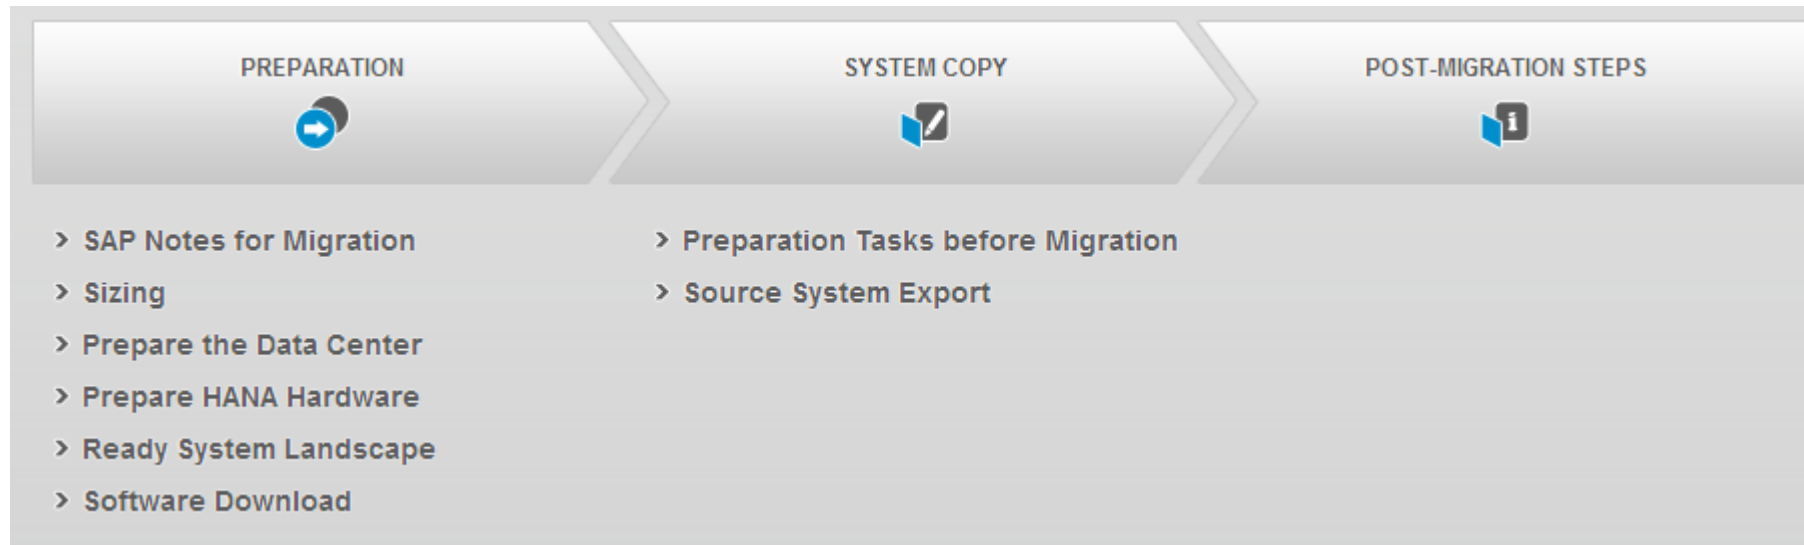 PREPARATION
SYSTEM COPY
POST-MIGRATION STEPS
> SAP Notes for Migration
> Sizing
> Prepare the Data Center
> Prepare HANA Hardware
> Ready System Landscape
> Software Download
> Preparation Tasks before Migration
> Source System Export